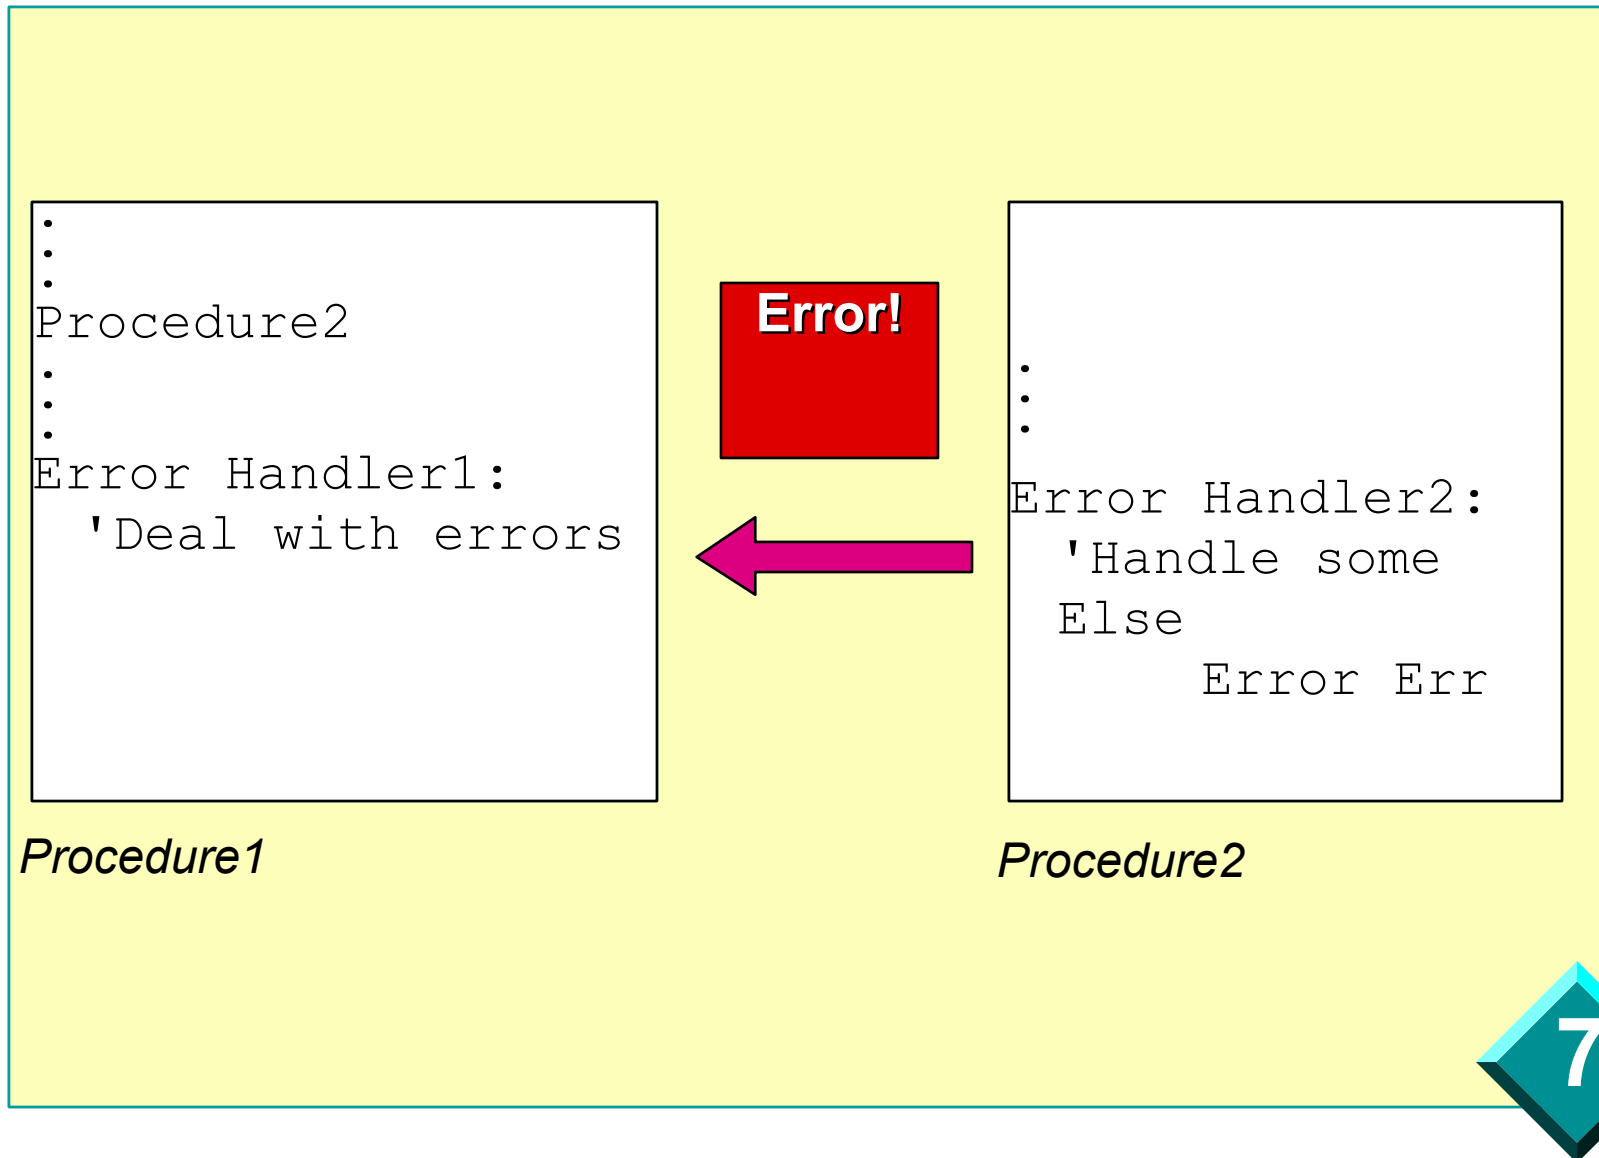 :
:
:
Procedure2
:
:
:
Error Handler1:
'Deal with errors
Procedure1
Error!
:
:
:
Error Handler2:
'Handle some
Else
Error Err
Procedure2
7